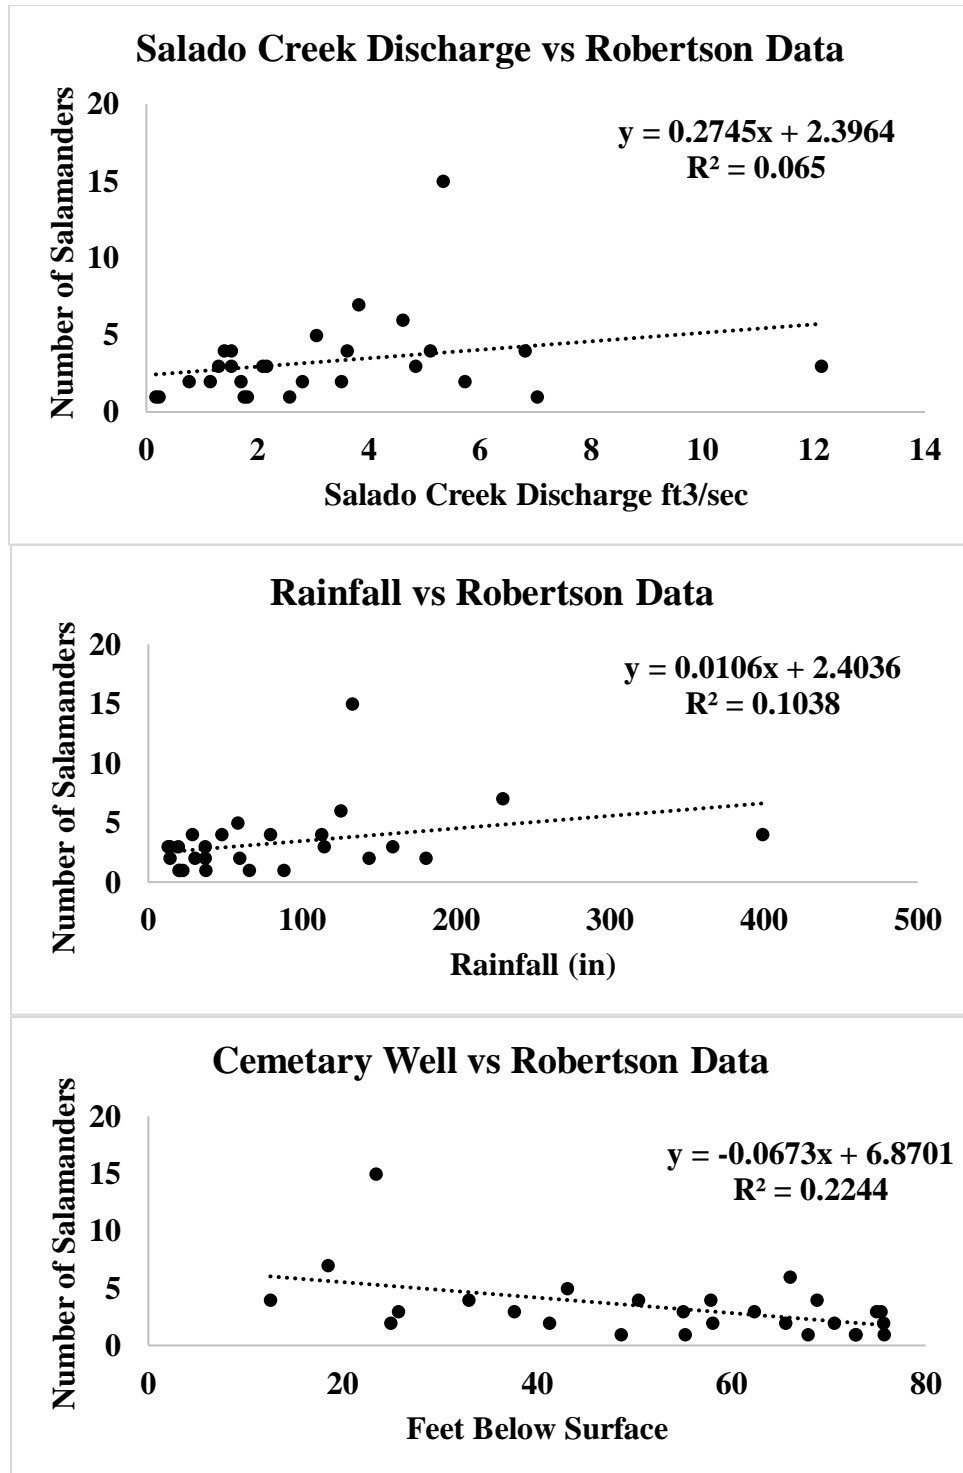 Salado Creek Discharge vs Robertson Data
Number of Salamanders
20
15
10
5
0
y = 0.2745x + 2.3964
R² = 0.065
0 2 4 6 8 10 12 14
Salado Creek Discharge ft3/sec
Rainfall vs Robertson Data
Number of Salamanders
20
15
10
5
0
y = 0.0106x + 2.4036
R² = 0.1038
0 100 200 300 400 500
Rainfall (in)
Cemetary Well vs Robertson Data
Number of Salamanders
20
15
10
5
0
y = -0.0673x + 6.8701
R² = 0.2244
0 20 40 60 80
Feet Below Surface